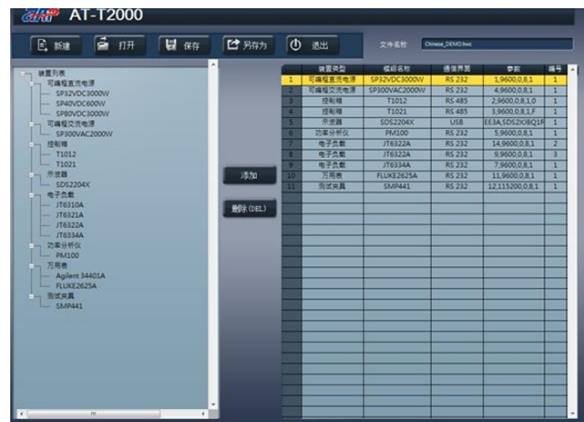 AT-T2000
新建 打开 保存 另存为 退出 文件名称 Chinese_DEMO.hwc
装置列表
可编程直流电源
SP32VDC3000W
SP40VDC600W
SP80VDC3000W
可编程交流电源
SP300VAC2000W
控制箱
T1012
T1021
示波器
SDS2204X
电子负载
JT6310A
JT6321A
JT6322A
JT6334A
功率分析仪
PM100
万用表
Agilent 34401A
FLUKE2625A
测试夹具
SMP441
添加
删除(DEL)
装置类型 模组名称 通信界面 参数 编号
1 可编程直流电源 SP32VDC3000W RS 232 1,9600,0,8,1 1
2 可编程交流电源 SP300VAC2000W RS 232 4,9600,0,8,1 1
3 控制箱 T1012 RS 485 2,9600,0,8,1,0 1
4 控制箱 T1021 RS 485 3,9600,0,8,1,F 1
5 示波器 SDS2204X USB 1
6 功率分析仪 PM100 RS 232 5,9600,0,8,1 1
7 电子负载 JT6322A RS 232 14,9600,0,8,1 2
8 电子负载 JT6322A RS 232 9,9600,0,8,1 3
9 电子负载 JT6334A RS 232 7,9600,0,8,1 1
10 万用表 FLUKE2625A RS 232 11,9600,0,8,1 1
11 测试夹具 SMP441 RS 232 12,115200,0,8,1 1